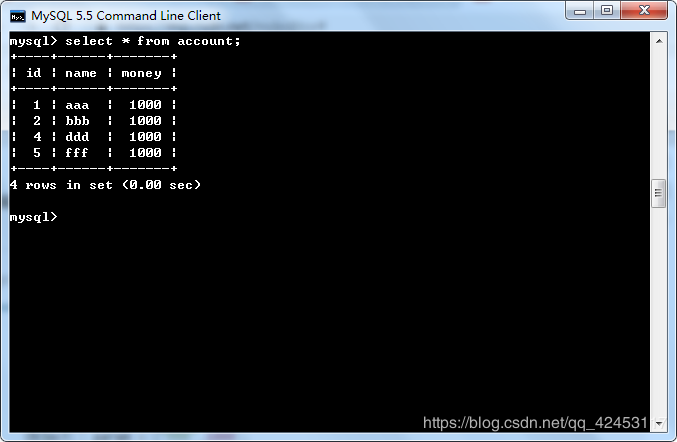 MySQL 5.5 Command Line Client
mysql> select * from account;
+----+------+-------+
| id | name | money |
+----+------+-------+
|  1 | aaa  |  1000 |
|  2 | bbb  |  1000 |
|  4 | ddd  |  1000 |
|  5 | fff  |  1000 |
+----+------+-------+
4 rows in set (0.00 sec)
mysql>
https://blog.csdn.net/qq_424531